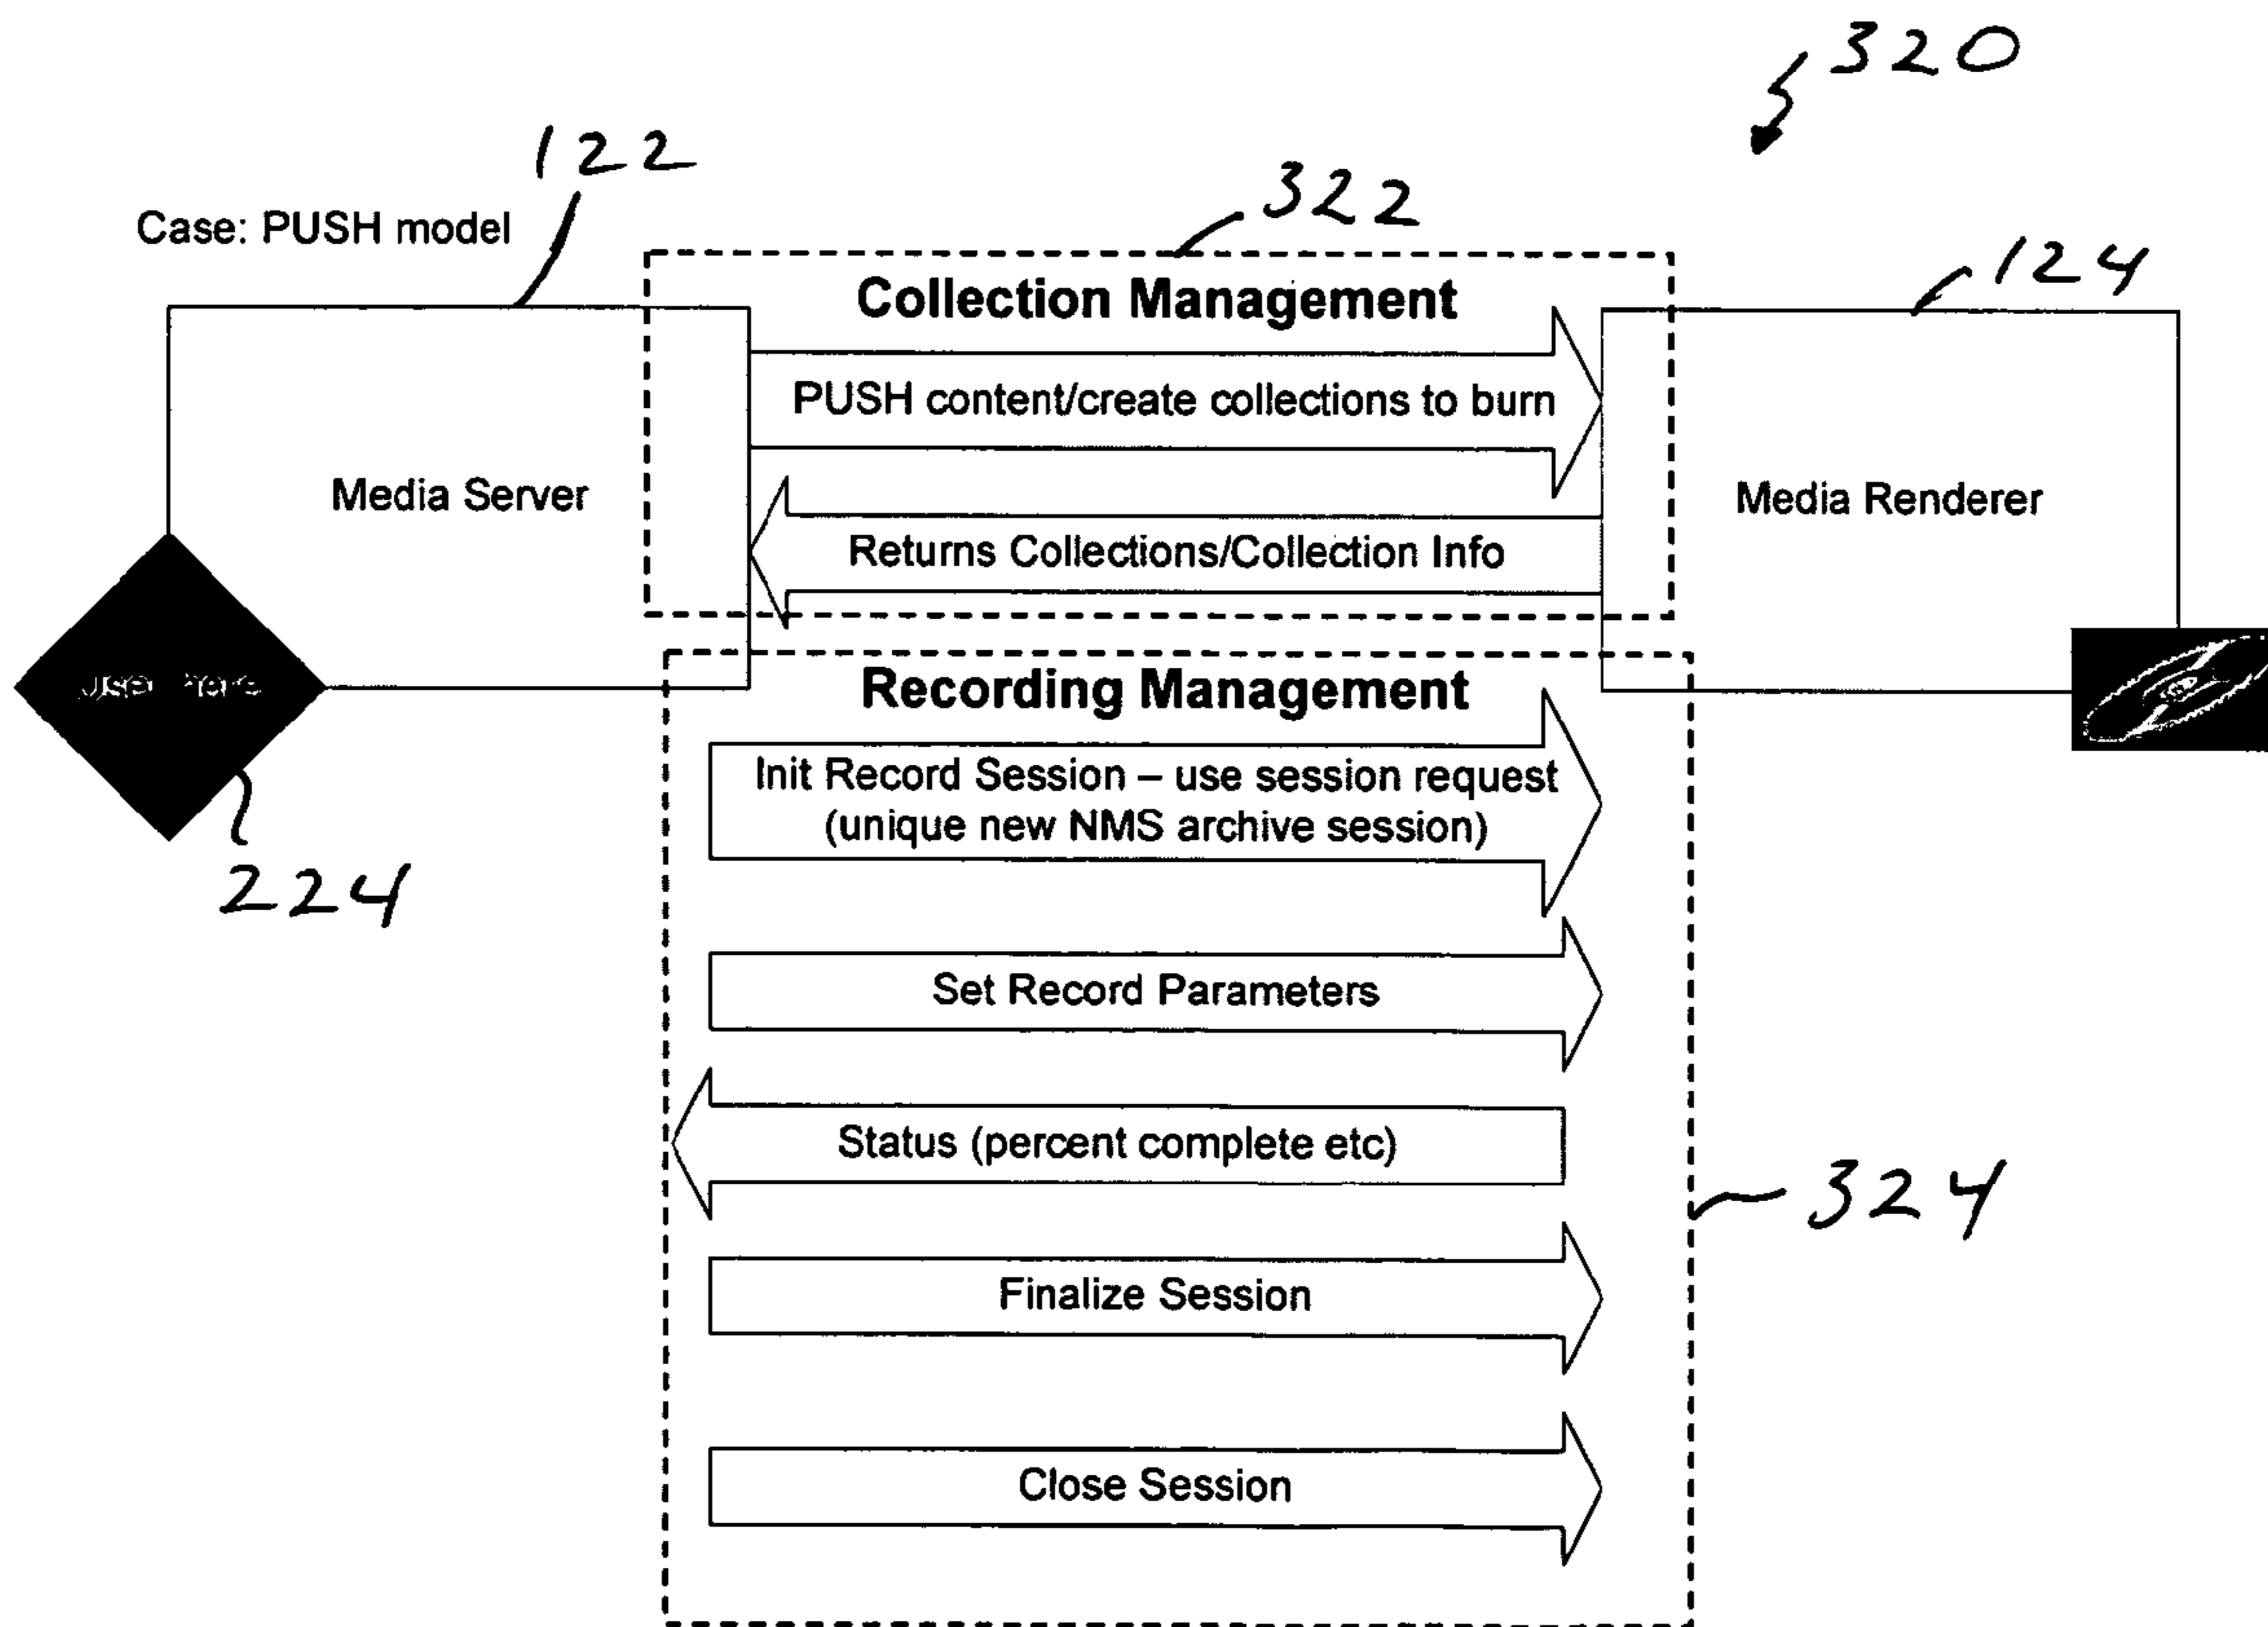 320
122
322
Case: PUSH model
124
Collection Management
PUSH content/create collections to burn
Media Server
Media Renderer
Returns Collections/Collection Info
user here
Recording Management
Init Record Session – use session request
(unique new NMS archive session)
224
Set Record Parameters
Status (percent complete etc)
324
Finalize Session
Close Session